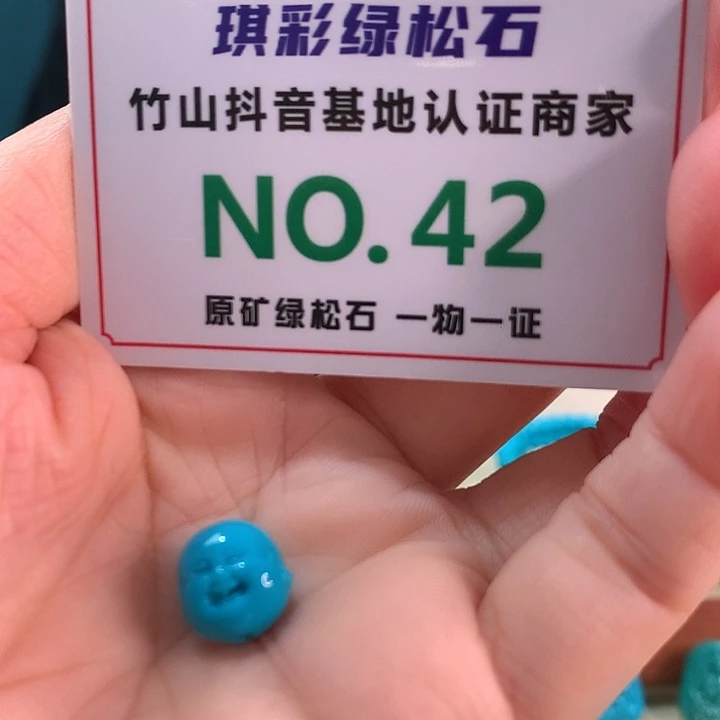 琪彩绿松石
竹山抖音基地认证商家
NO.42
原矿绿松石 一物一证